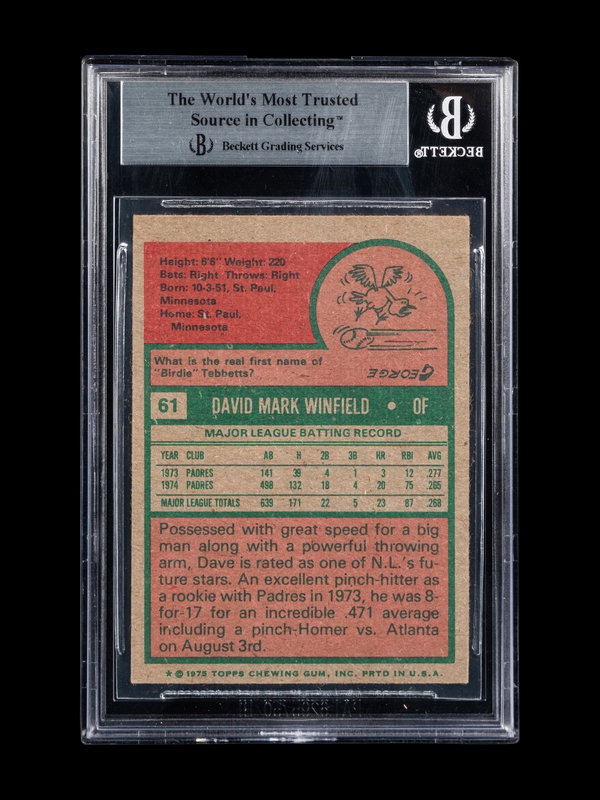 The World's Most Trusted
Source in Collecting™
B Beckett Grading Services
B
BECKETT®
Height: 6'6" Weight: 220
Bats: Right Throws: Right
Born: 10-3-51, St. Paul,
Minnesota
Home: St. Paul,
Minnesota
What is the real first name of
"Birdie" Tebbetts?
GEORGE
61 DAVID MARK WINFIELD • OF
MAJOR LEAGUE BATTING RECORD
YEAR CLUB AB H 2B 3B HR RBI AVG
1973 PADRES 141 39 4 1 3 12 .277
1974 PADRES 498 132 18 4 20 75 .265
MAJOR LEAGUE TOTALS 639 171 22 5 23 87 .268
Possessed with great speed for a big
man along with a powerful throwing
arm, Dave is rated as one of N.L.'s fu-
ture stars. An excellent pinch-hitter as
a rookie with Padres in 1973, he was 8-
for-17 for an incredible .471 average
including a pinch-Homer vs. Atlanta
on August 3rd.
* © 1975 TOPPS CHEWING GUM, INC. PRTD IN U.S.A.